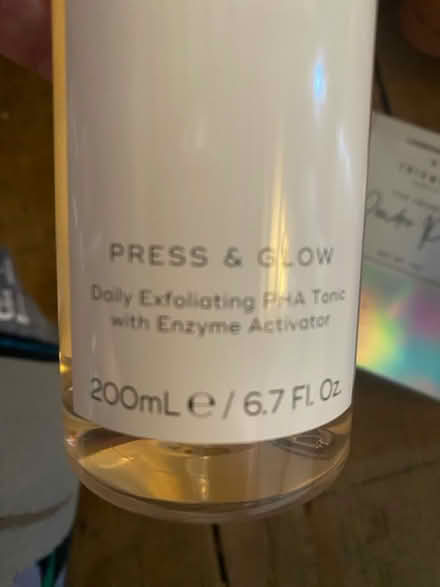 PRESS & GLOW
Daily Exfoliating PHA Tonic
with Enzyme Activator
200mL ℮ / 6.7 Fl. Oz